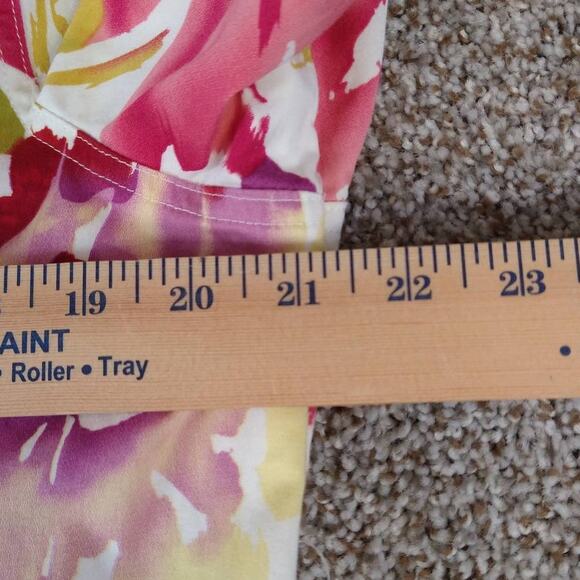 19 20 21 22 23
AINT
• Roller • Tray